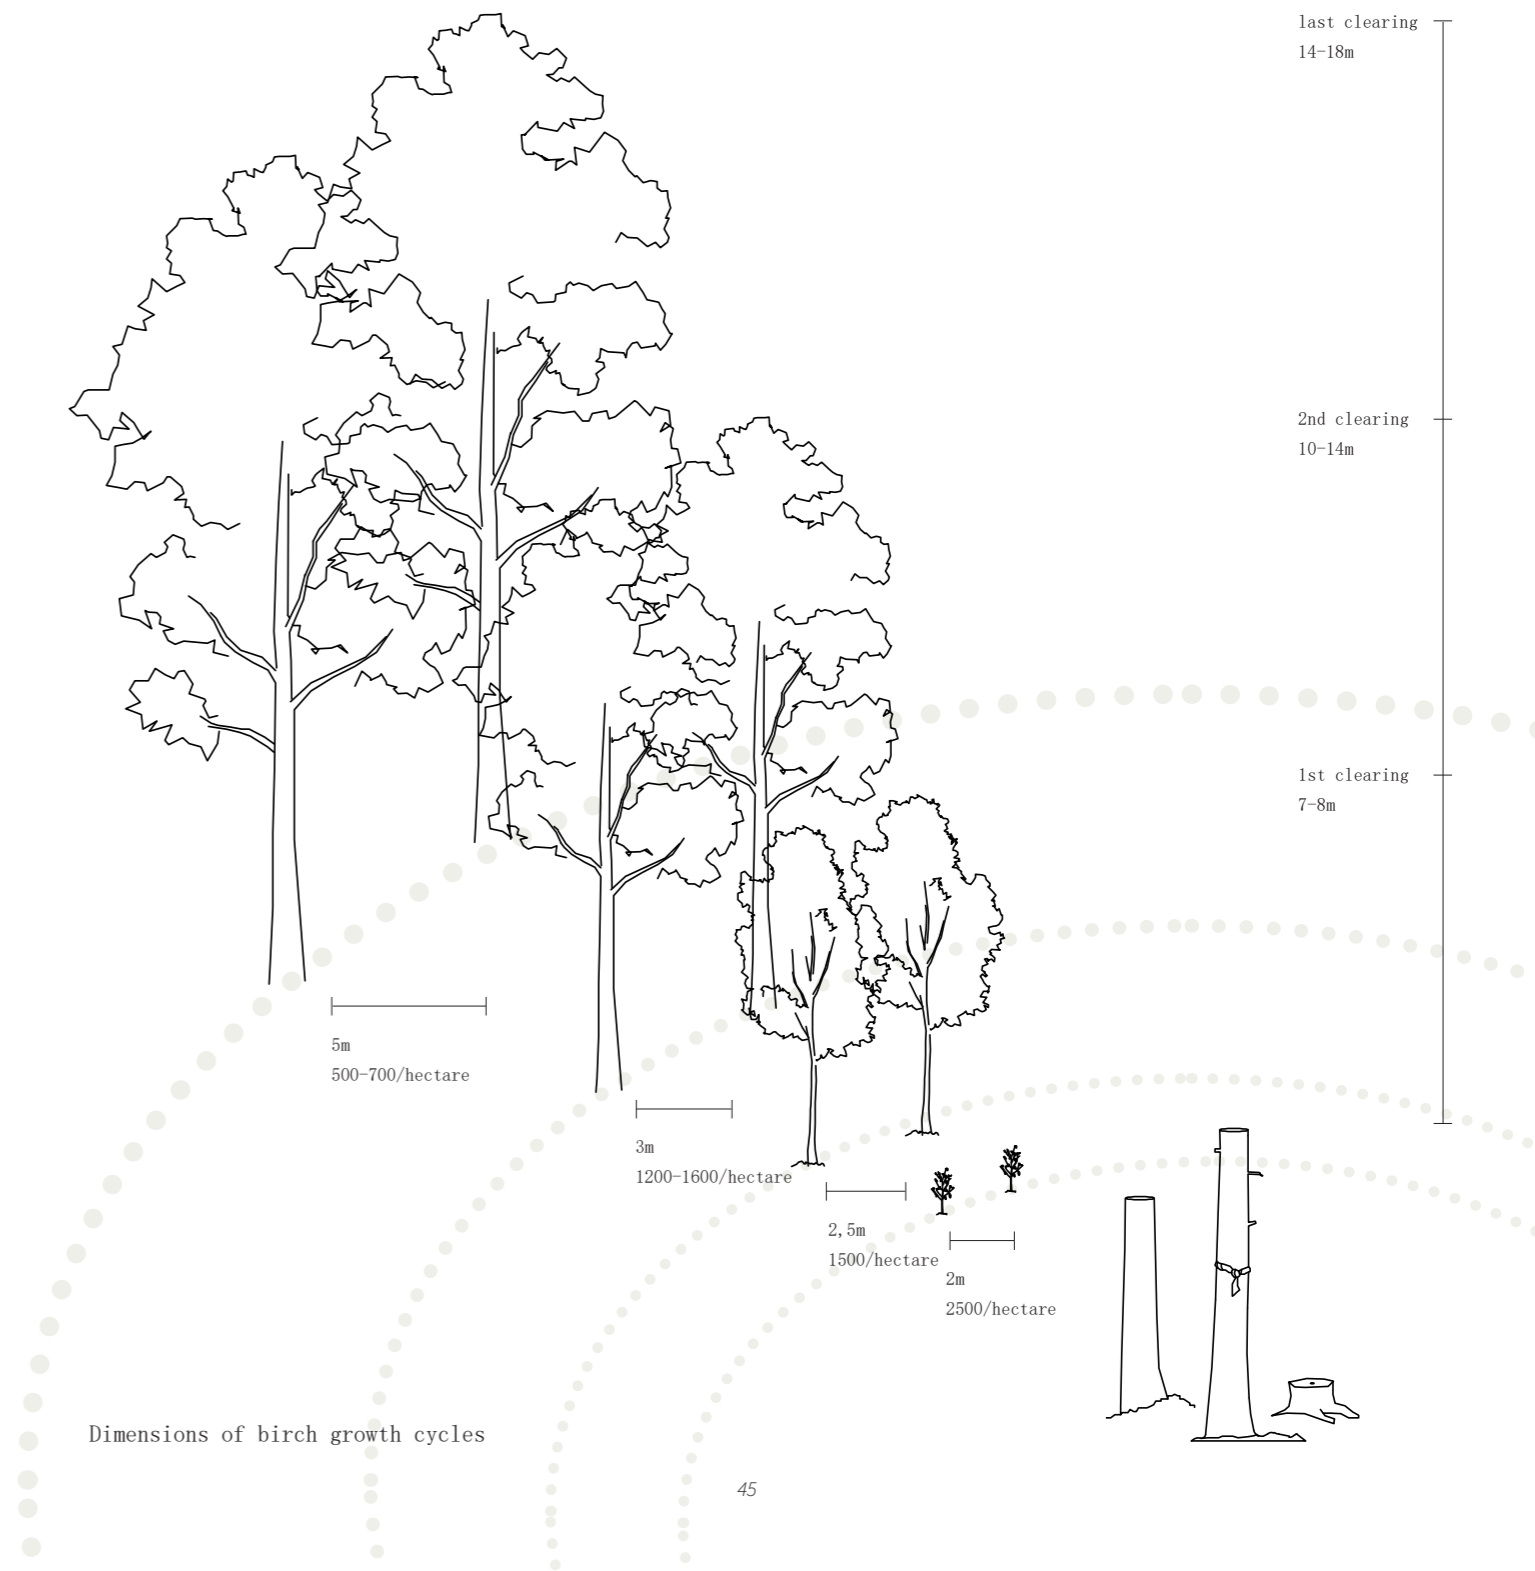 last clearing
14-18m
2nd clearing
10-14m
1st clearing
7-8m
5m
500-700/hectare
3m
1200-1600/hectare
2,5m
1500/hectare
2m
2500/hectare
Dimensions of birch growth cycles
45